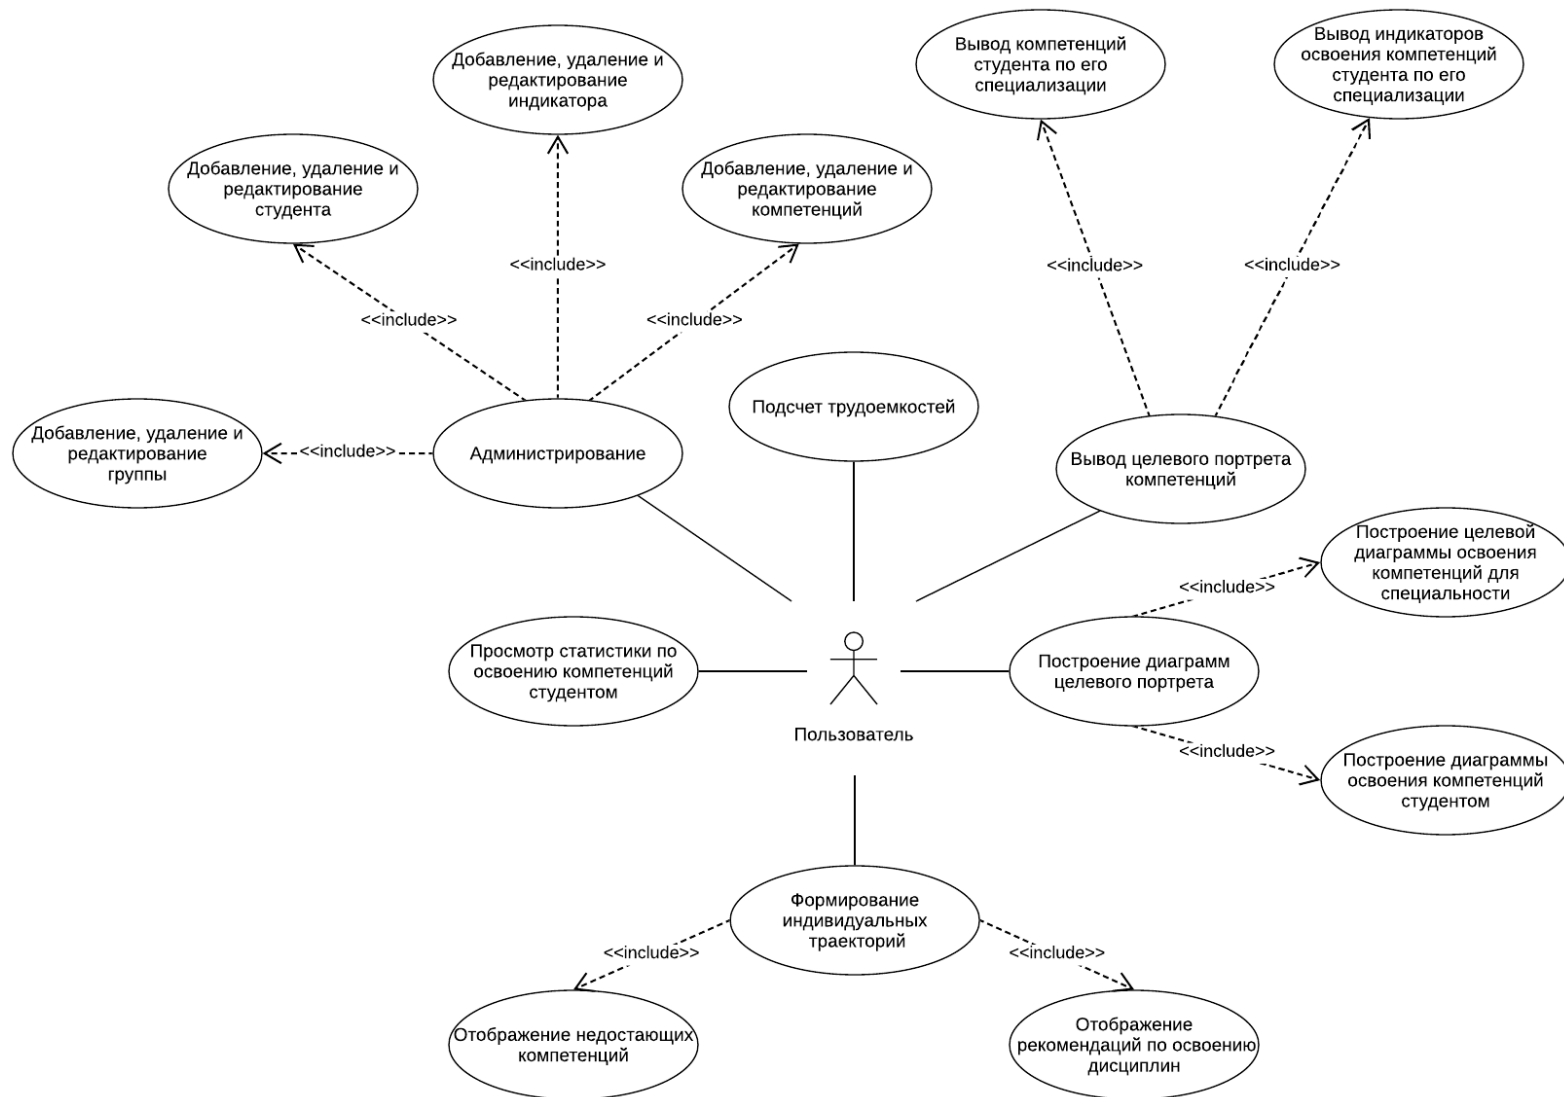 Добавление, удаление и
редактирование
индикатора
Вывод компетенций
студента по его
специализации
Вывод индикаторов
освоения компетенций
студента по его
специализации
Добавление, удаление и
редактирование
студента
Добавление, удаление и
редактирование
компетенций
<<include>>
<<include>>
<<include>>
<<include>>
<<include>>
Добавление, удаление и
редактирование
группы
<<include>>
Администрирование
Подсчет трудоемкостей
Вывод целевого портрета
компетенций
Построение целевой
диаграммы освоения
компетенций для
специальности
<<include>>
Просмотр статистики по
освоению компетенций
студентом
Построение диаграмм
целевого портрета
Пользователь
<<include>>
Построение диаграммы
освоения компетенций
студентом
Формирование
индивидуальных
траекторий
<<include>>
<<include>>
Отображение недостающих
компетенций
Отображение
рекомендаций по освоению
дисциплин